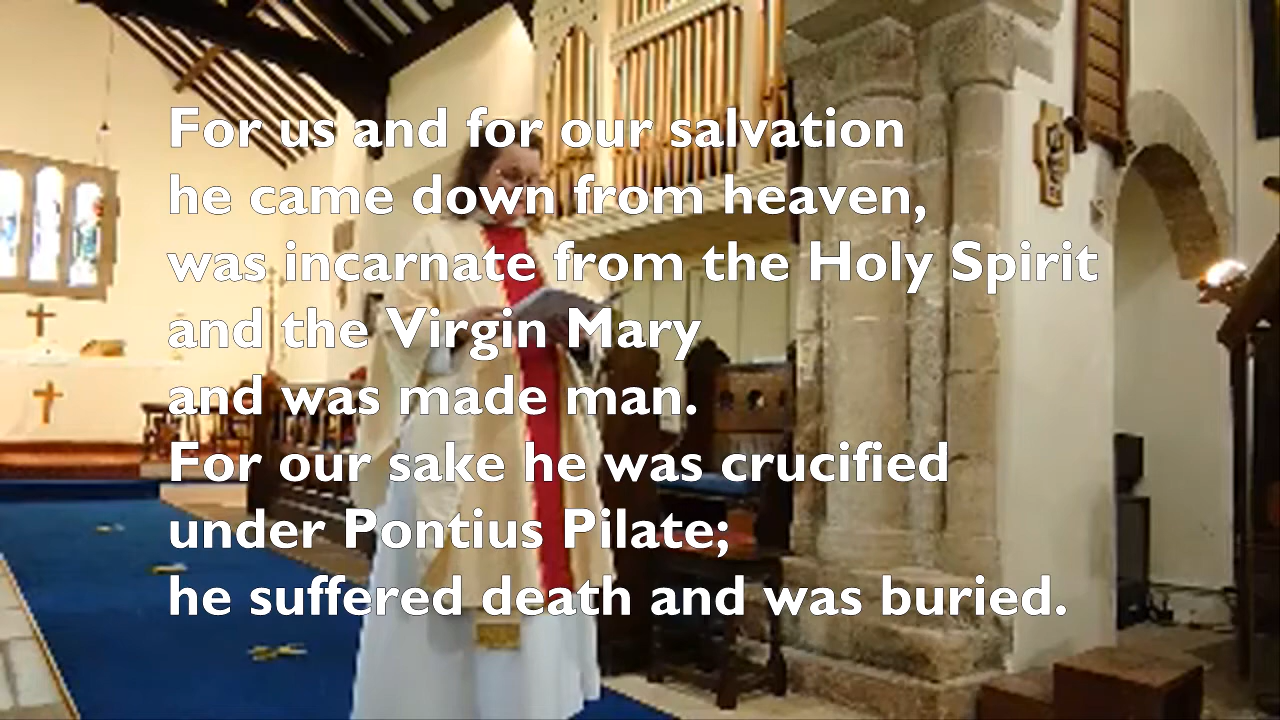 For us and for our salvation
he came down from heaven,
was incarnate from the Holy Spirit
and the Virgin Mary
and was made man.
For our sake he was crucified
under Pontius Pilate;
he suffered death and was buried.